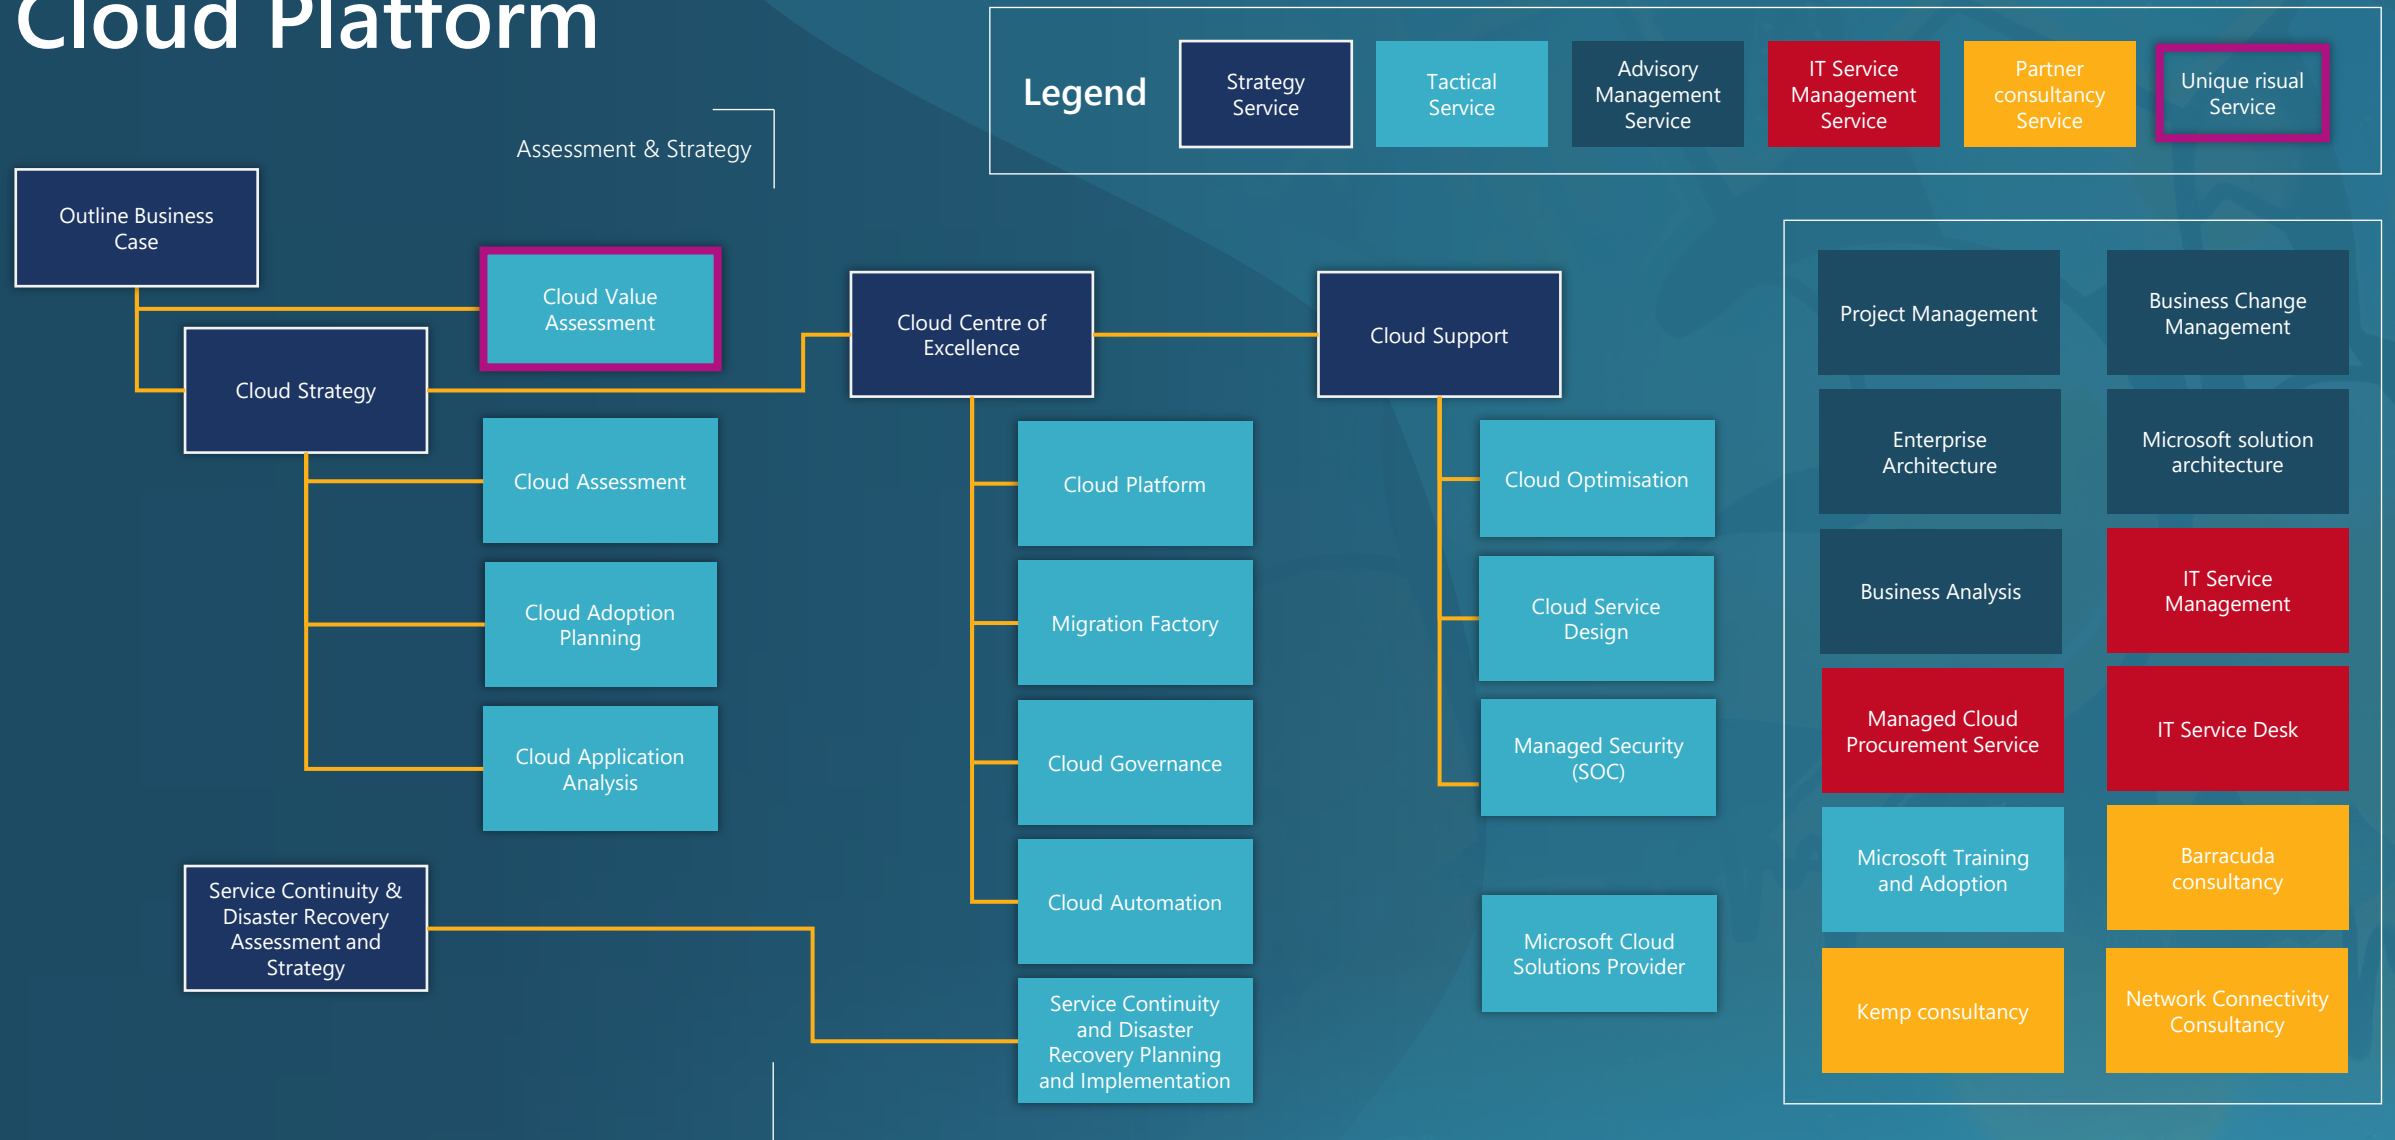 Cloud Platform
Legend
Strategy
Service
Tactical
Service
Advisory
Management
Service
IT Service
Management
Service
Partner
consultancy
Service
Unique risual
Service
Assessment & Strategy
Outline Business
Case
Cloud Value
Assessment
Cloud Strategy
Cloud Assessment
Cloud Adoption
Planning
Cloud Application
Analysis
Service Continuity &
Disaster Recovery
Assessment and
Strategy
Cloud Centre of
Excellence
Cloud Platform
Migration Factory
Cloud Governance
Cloud Automation
Service Continuity
and Disaster
Recovery Planning
and Implementation
Cloud Support
Cloud Optimisation
Cloud Service
Design
Managed Security
(SOC)
Microsoft Cloud
Solutions Provider
Project Management
Business Change
Management
Enterprise
Architecture
Microsoft solution
architecture
Business Analysis
IT Service
Management
Managed Cloud
Procurement Service
IT Service Desk
Microsoft Training
and Adoption
Barracuda
consultancy
Kemp consultancy
Network Connectivity
Consultancy